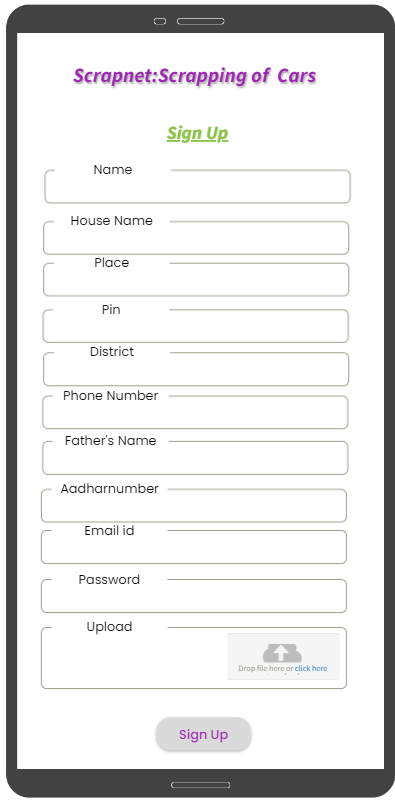 Scrapnet:Scrapping of Cars
Sign Up
Name
House Name
Place
Pin
District
Phone Number
Father's Name
Aadharnumber
Email id
Password
Upload
Drop file here or click here
Sign Up